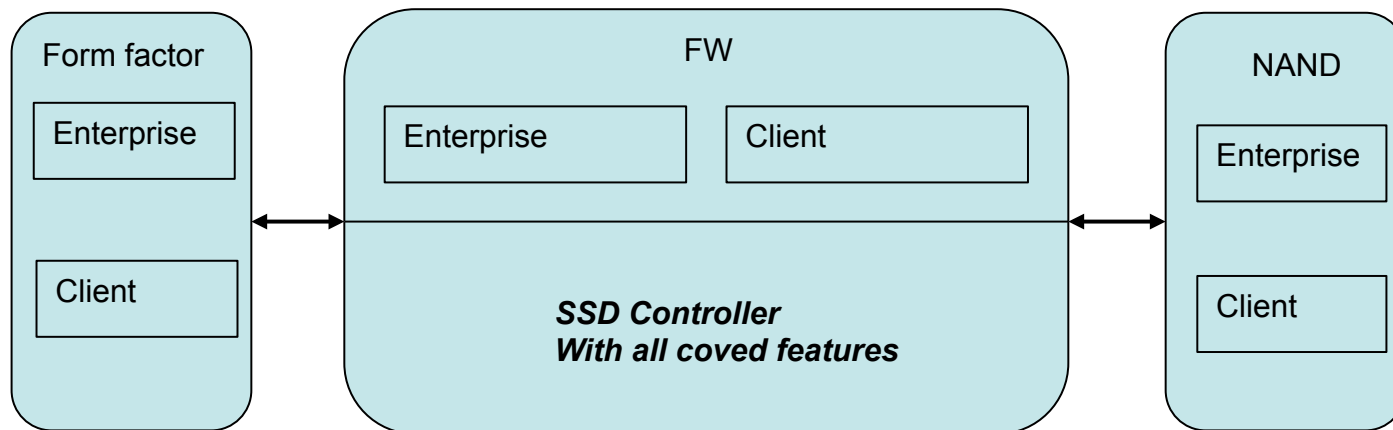 Form factor
Enterprise
Client
FW
Enterprise
Client
SSD Controller
With all coved features
NAND
Enterprise
Client